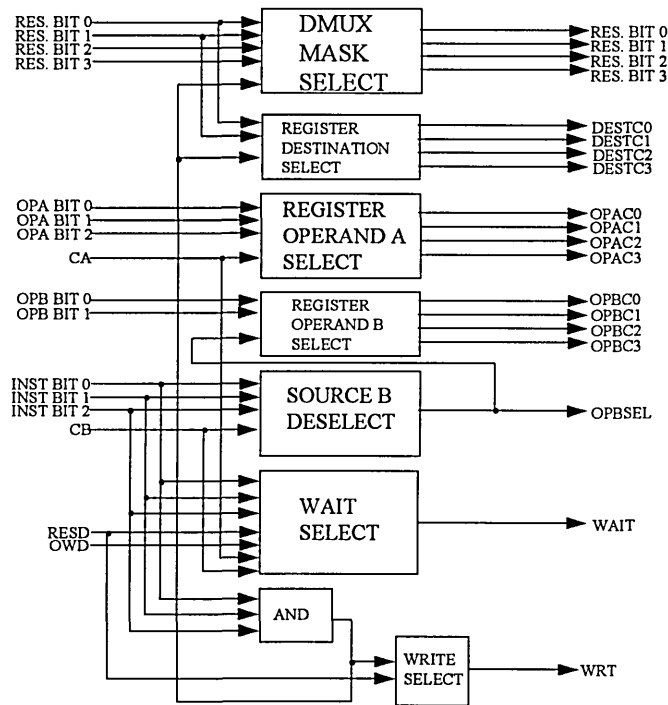 RES. BIT 0
RES. BIT 1
RES. BIT 2
RES. BIT 3
DMUX
MASK
SELECT
RES. BIT 0
RES. BIT 1
RES. BIT 2
RES. BIT 3
REGISTER
DESTINATION
SELECT
DESTC0
DESTC1
DESTC2
DESTC3
OPA BIT 0
OPA BIT 1
OPA BIT 2
CA
REGISTER
OPERAND A
SELECT
OPAC0
OPAC1
OPAC2
OPAC3
OPB BIT 0
OPB BIT 1
REGISTER
OPERAND B
SELECT
OPBC0
OPBC1
OPBC2
OPBC3
INST BIT 0
INST BIT 1
INST BIT 2
CB
SOURCE B
DESELECT
OPBSEL
RESD
OWD
WAIT
SELECT
WAIT
AND
WRITE
SELECT
WRT